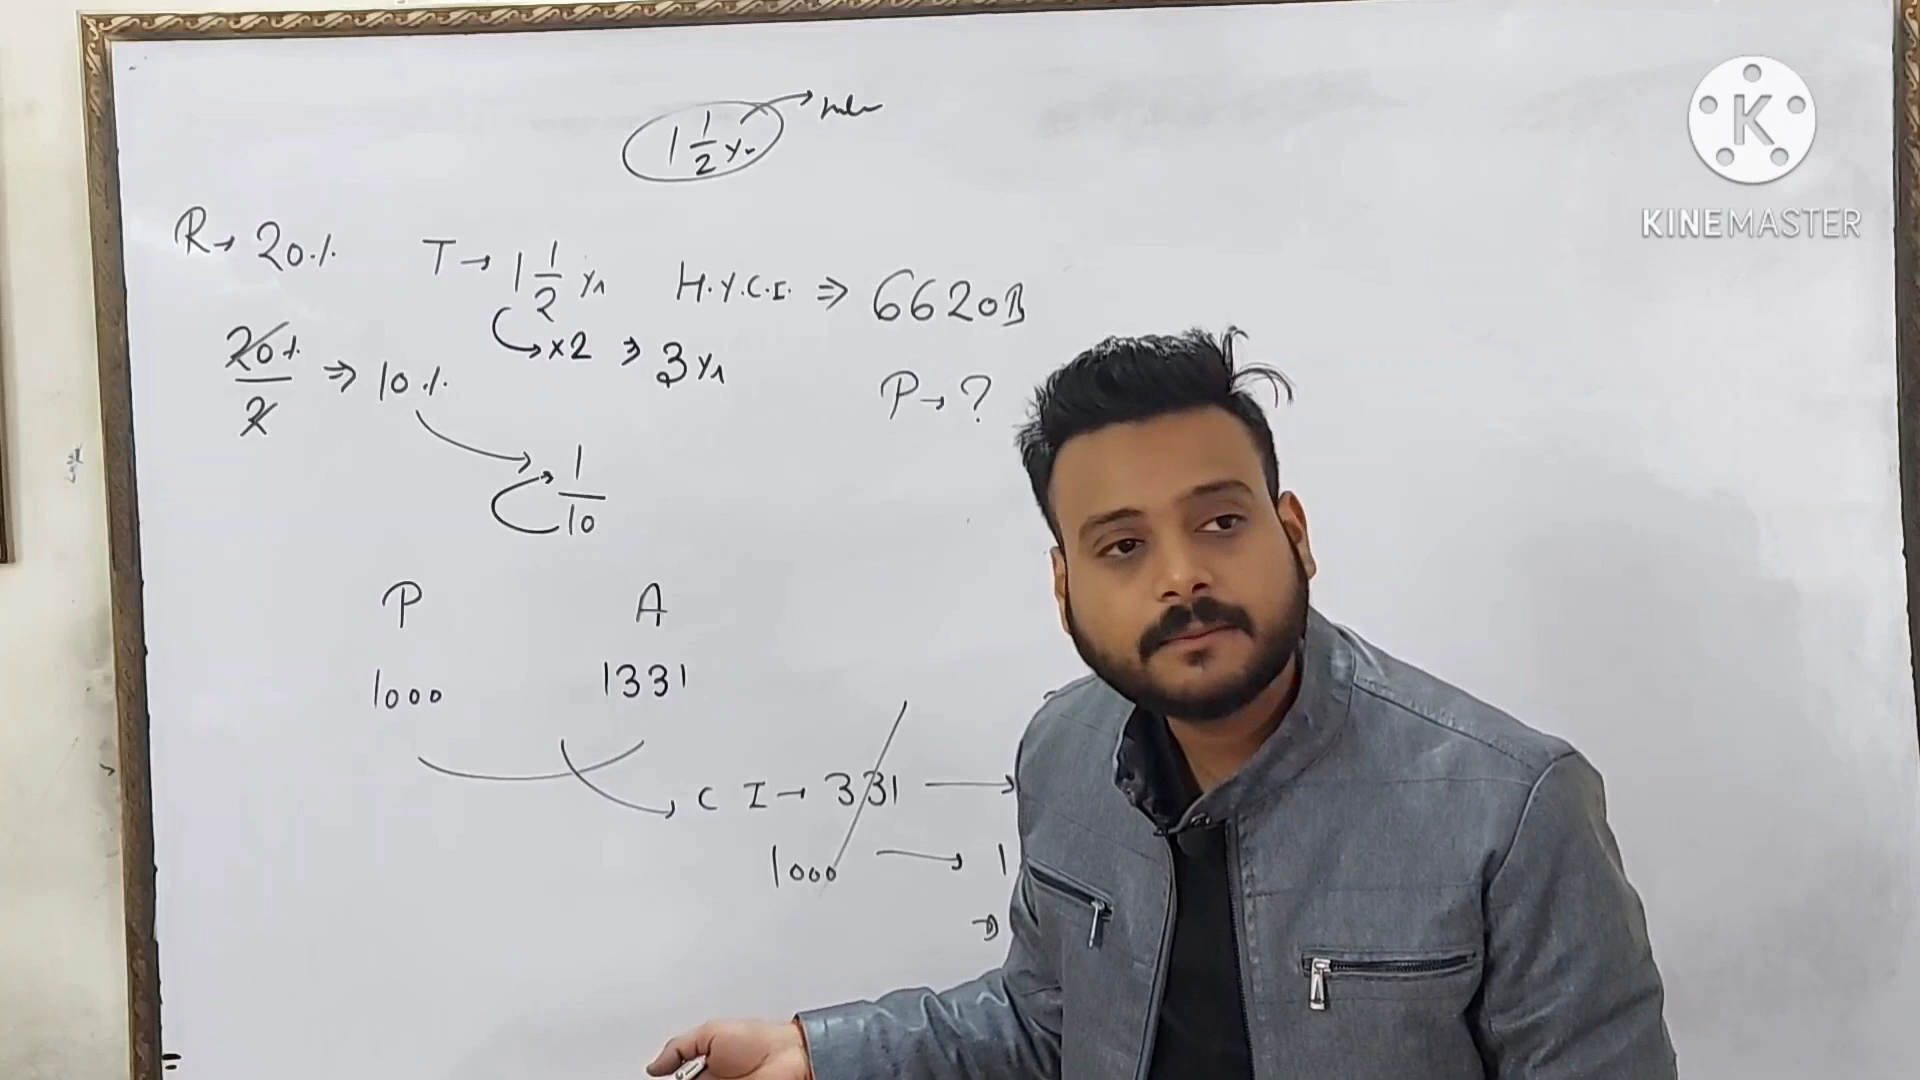 1 1/2 yr →
R → 20% T → 1 1/2 yr H.Y.C.I. ⇒ 6620₹
×2 ⇒ 3 yr
20%/2 ⇒ 10% P → ?
1/10
P A
1000 1331
C I → 331 →
1000 → 1
K
KINEMASTER